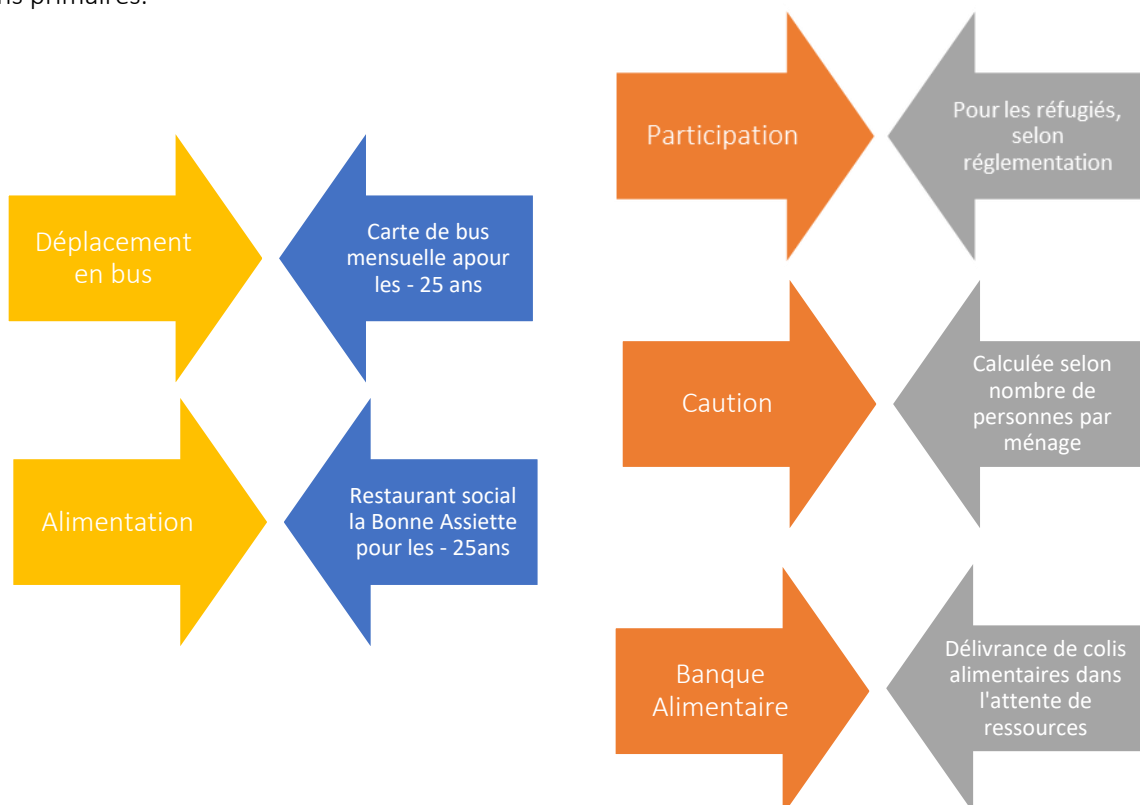 ns primaires.
Déplacement
en bus
Carte de bus
mensuelle apour
les - 25 ans
Alimentation
Restaurant social
la Bonne Assiette
pour les - 25ans
Participation
Pour les réfugiés,
selon
réglementation
Caution
Calculée selon
nombre de
personnes par
ménage
Banque
Alimentaire
Délivrance de colis
alimentaires dans
l'attente de
ressources